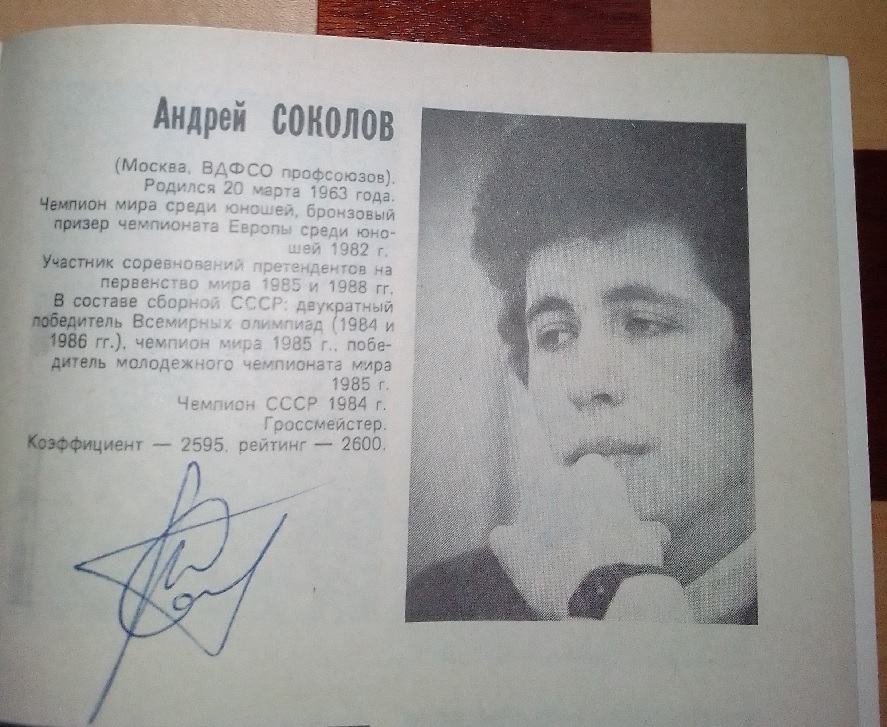 Андрей СОКОЛОВ
(Москва, ВДФСО профсоюзов).
Родился 20 марта 1963 года.
Чемпион мира среди юношей, бронзовый
призер чемпионата Европы среди юно-
шей 1982 г.
Участник соревнований претендентов на
первенство мира 1985 и 1988 гг.
В составе сборной СССР: двукратный
победитель Всемирных олимпиад (1984 и
1986 гг.), чемпион мира 1985 г., побе-
дитель молодежного чемпионата мира
1985 г.
Чемпион СССР 1984 г.
Гроссмейстер.
Коэффициент — 2595, рейтинг — 2600.